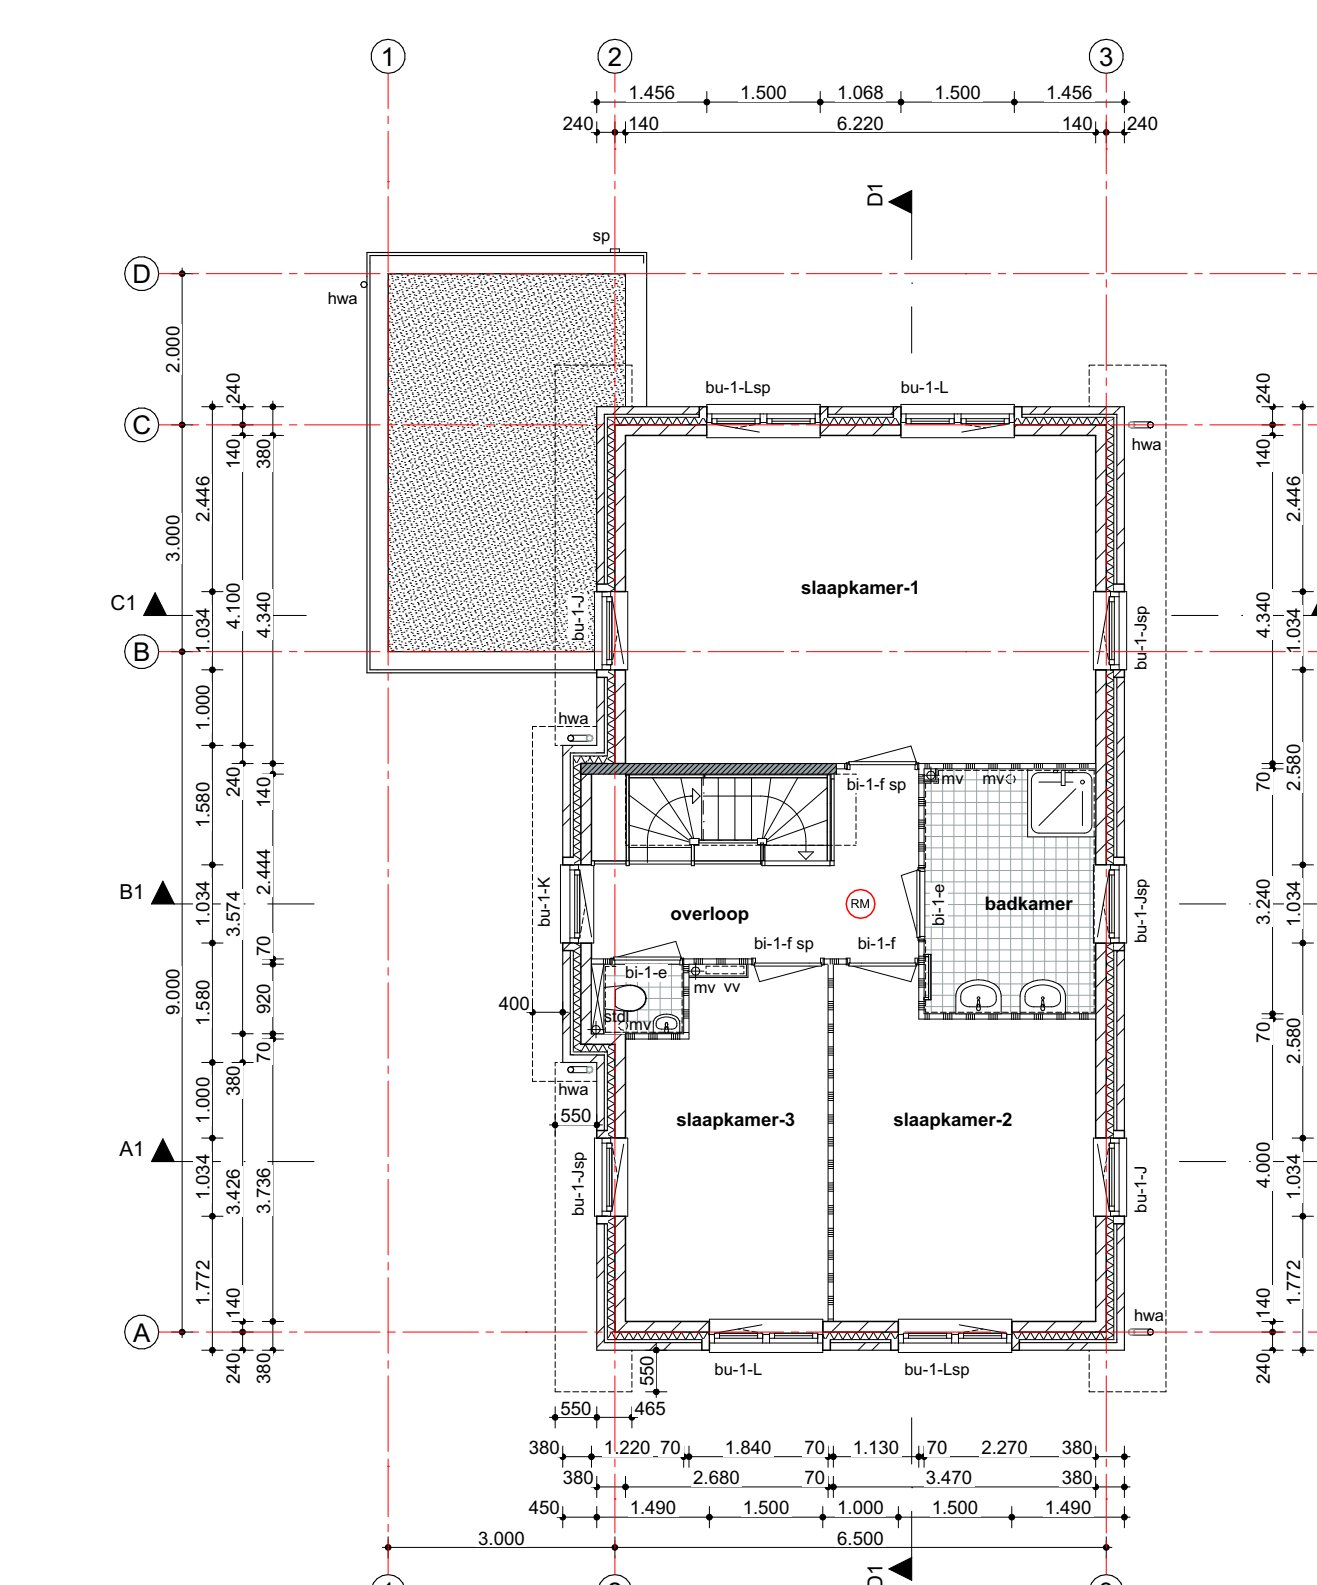 1 2 3
1.456 1.500 1.068 1.500 1.456
240 140 6.220 140 240
D1
sp
D
hwa
2.000
240
bu-1-Lsp bu-1-L
240
C
hwa
140 380
140
2.446
2.446
3.000
slaapkamer-1
C1
bu-1-J
bu-1-Jsp
4.100
4.340
4.340
1.034
1.034
B
1.000
hwa
240 140
bi-1-f sp
mv mv
70
2.580
1.580
2.444
B1
bu-1-K
1.034
3.574
overloop
RM
bi-1-e
badkamer
bu-1-Jsp
3.240
1.034
70
bi-1-f sp bi-1-f
bi-1-e
9.000
1.580
920
400
mv vv
std
mv
70
70
2.580
380
hwa
1.000
550
slaapkamer-3 slaapkamer-2
A1
1.034
3.426
3.736
bu-1-Jsp
bu-1-J
4.000
1.034
1.772
140
140
1.772
hwa
A
240 380
550
bu-1-L bu-1-Lsp
240
550 465
380 1.220 70 1.840 70 1.130 70 2.270 380
380 2.680 70 3.470 380
450 1.490 1.500 1.000 1.500 1.490
3.000 6.500
D1